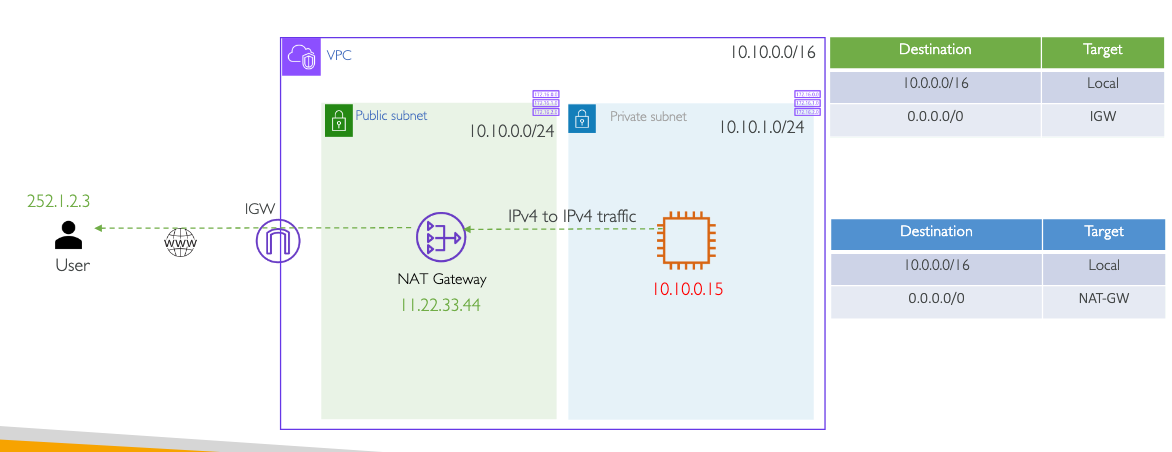 VPC
10.10.0.0/16
Public subnet
10.10.0.0/24
Private subnet
10.10.1.0/24
252.1.2.3
User
www
IGW
IPv4 to IPv4 traffic
NAT Gateway
11.22.33.44
10.10.0.15
Destination Target
10.0.0.0/16 Local
0.0.0.0/0 IGW
Destination Target
10.0.0.0/16 Local
0.0.0.0/0 NAT-GW